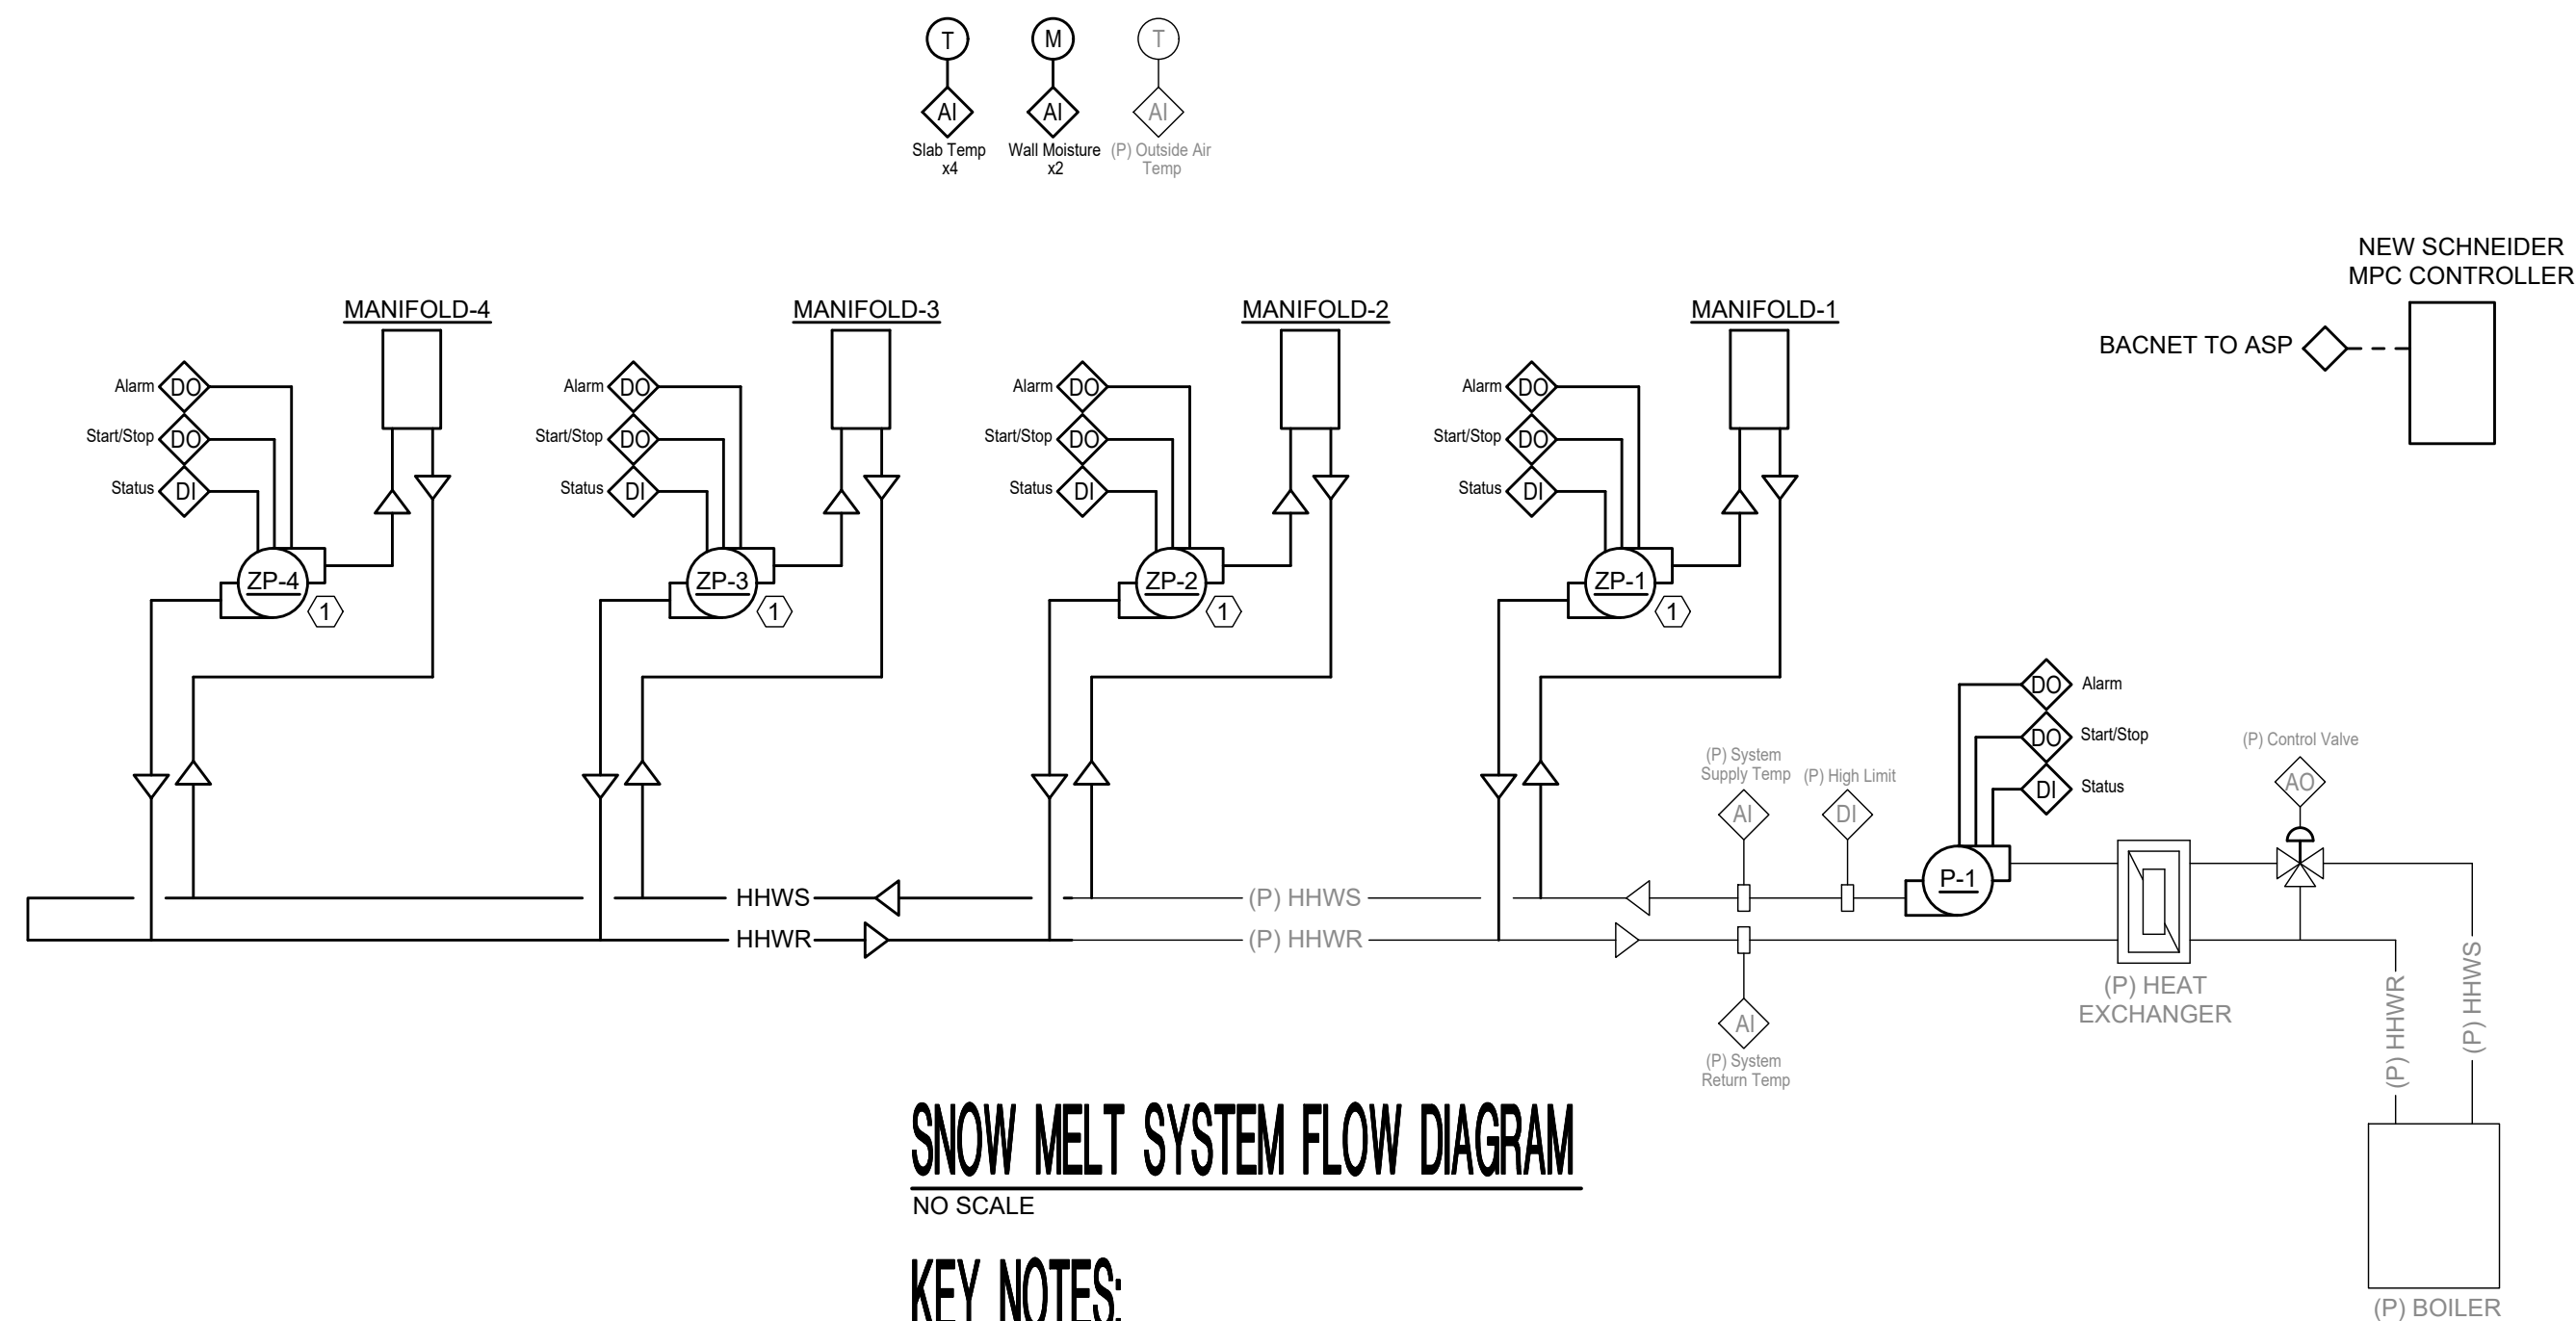 T
M
T
AI
AI
AI
Slab Temp
x4
Wall Moisture
x2
(P) Outside Air
Temp
NEW SCHNEIDER
MPC CONTROLLER
BACNET TO ASP
MANIFOLD-4
Alarm
DO
Start/Stop
DO
Status
DI
ZP-4
1
MANIFOLD-3
Alarm
DO
Start/Stop
DO
Status
DI
ZP-3
1
MANIFOLD-2
Alarm
DO
Start/Stop
DO
Status
DI
ZP-2
1
MANIFOLD-1
Alarm
DO
Start/Stop
DO
Status
DI
ZP-1
1
DO
Alarm
DO
Start/Stop
DI
Status
P-1
(P) System
Supply Temp
AI
(P) High Limit
DI
(P) Control Valve
AO
HHWS
(P) HHWS
HHWR
(P) HHWR
(P) HEAT
EXCHANGER
(P) HHWR
(P) HHWS
AI
(P) System
Return Temp
SNOW MELT SYSTEM FLOW DIAGRAM
NO SCALE
KEY NOTES:
(P) BOILER